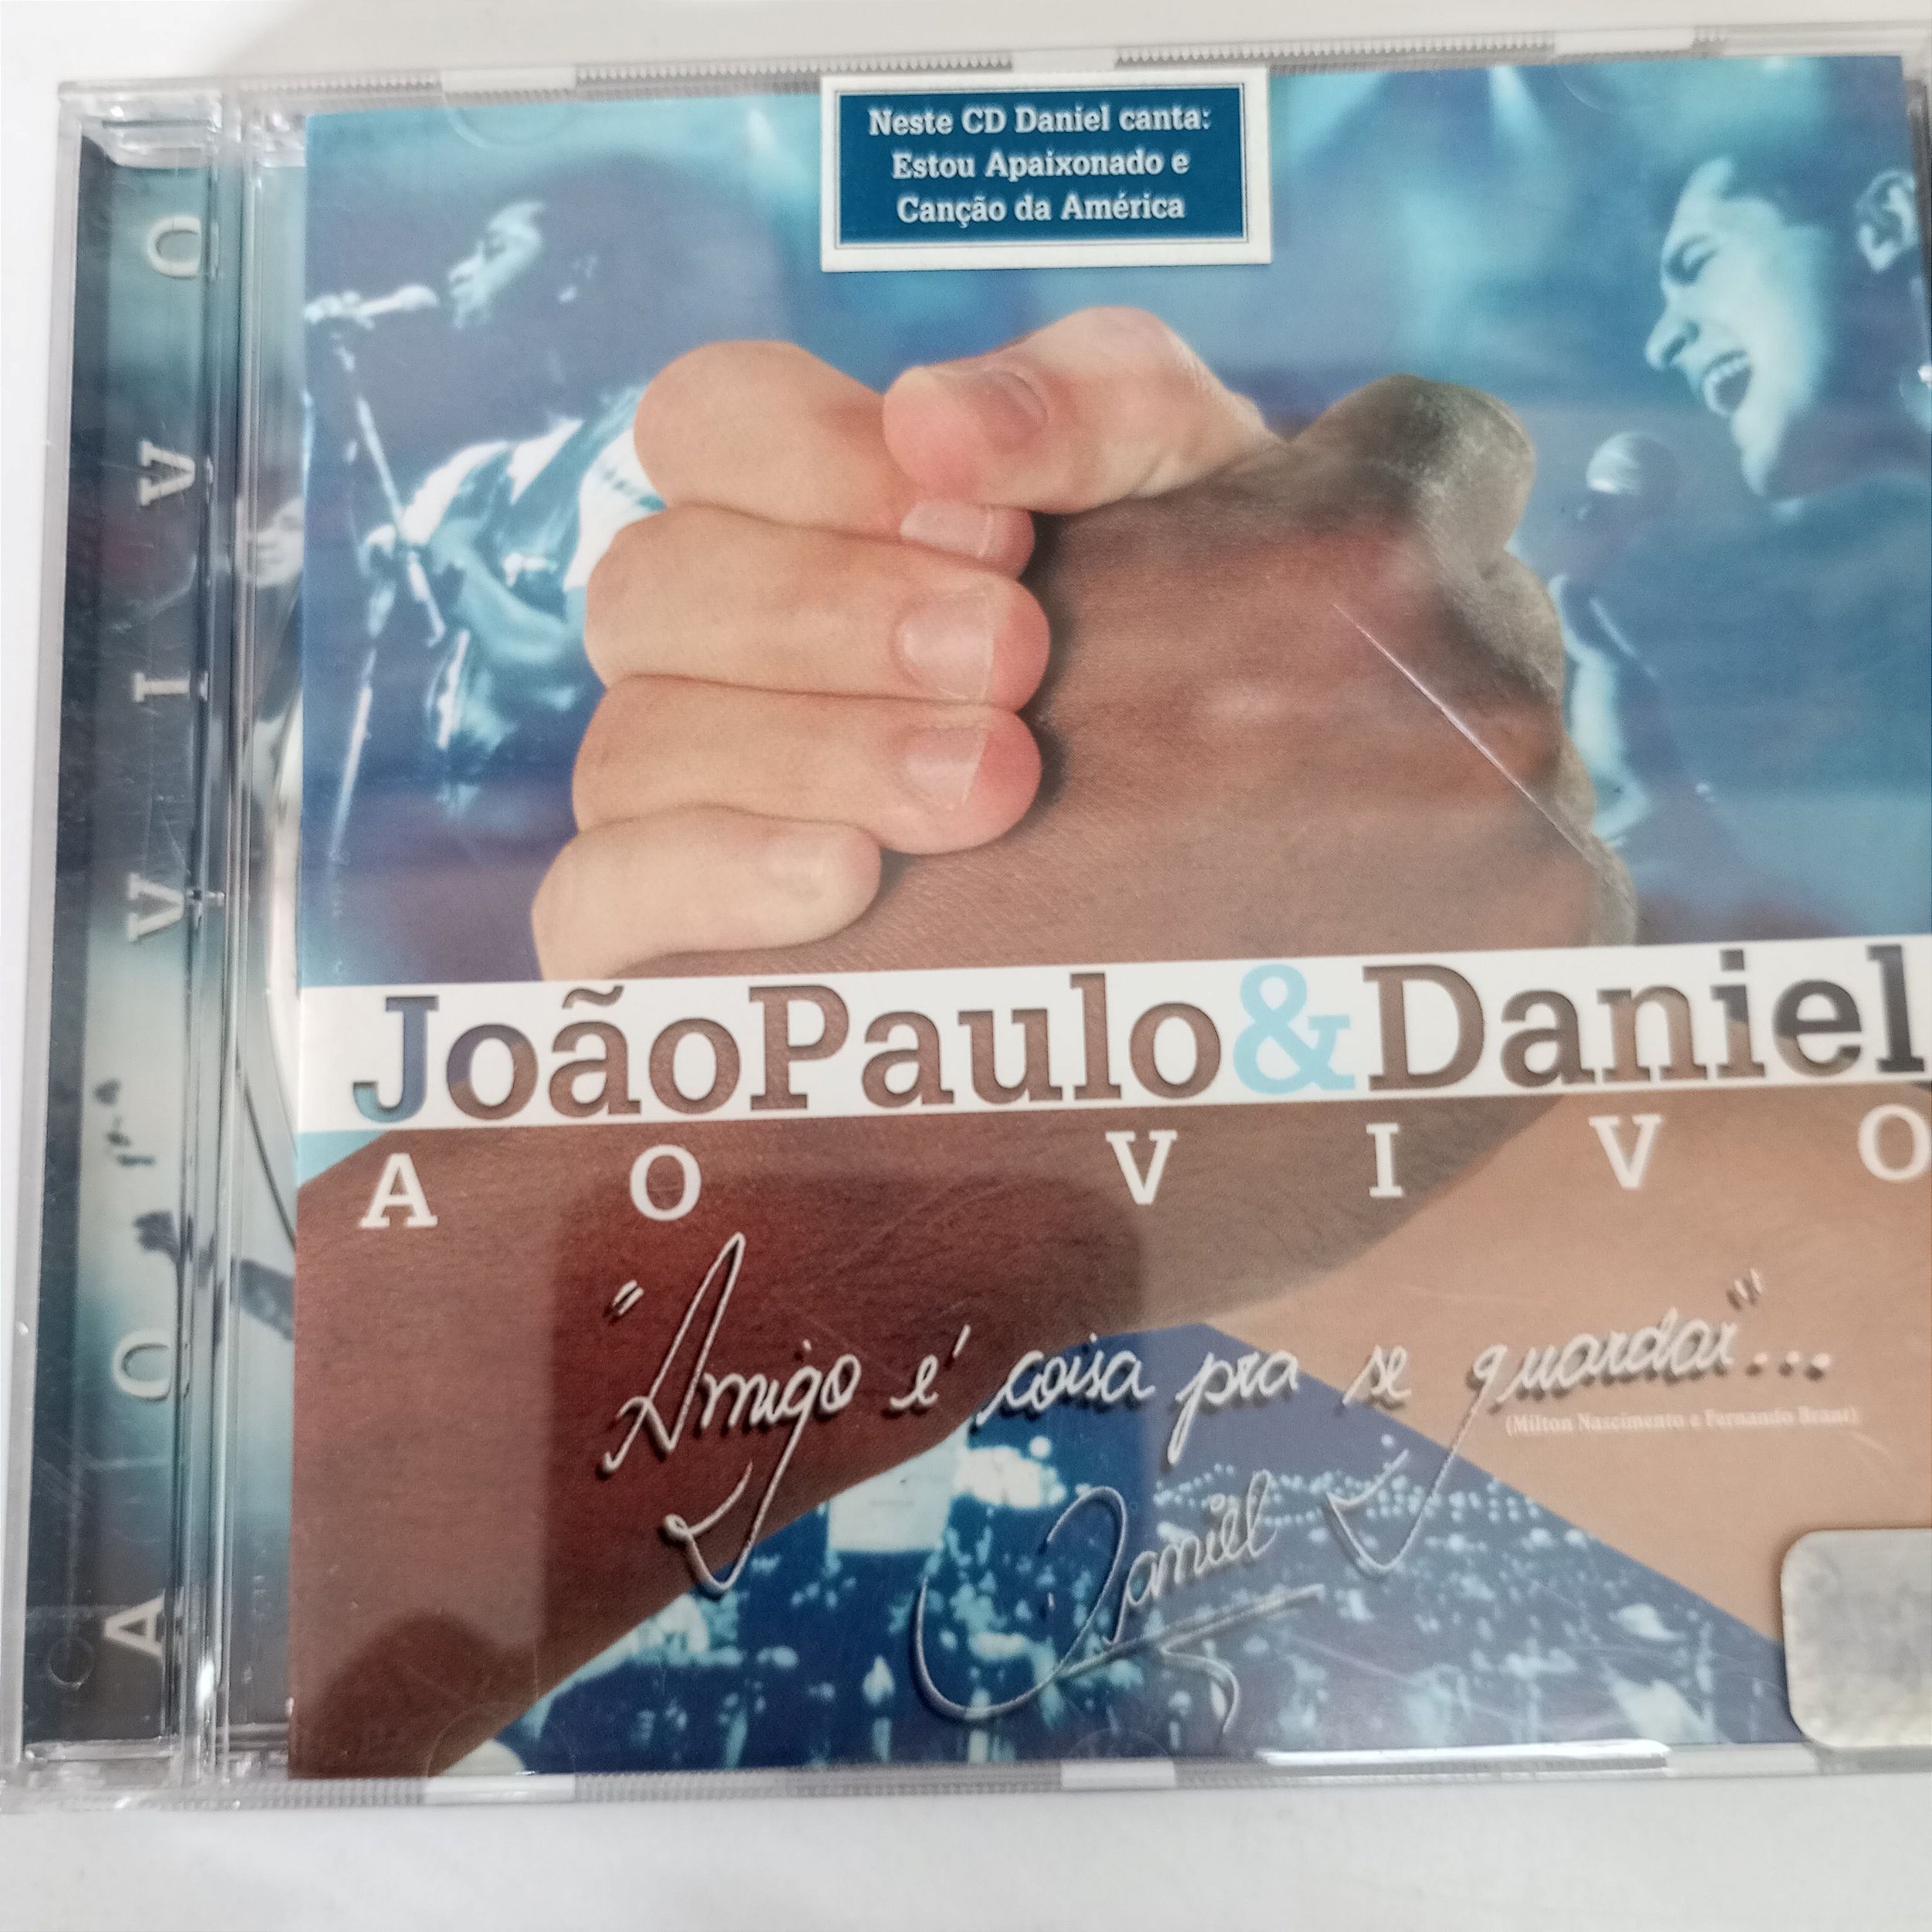 Neste CD Daniel canta:
Estou Apaixonado e
Canção da América
JoãoPaulo&Daniel
AO VIVO
"Amigo é coisa pra se guardar"...
(Milton Nascimento e Fernando Brant)
Daniel
AO VIVO